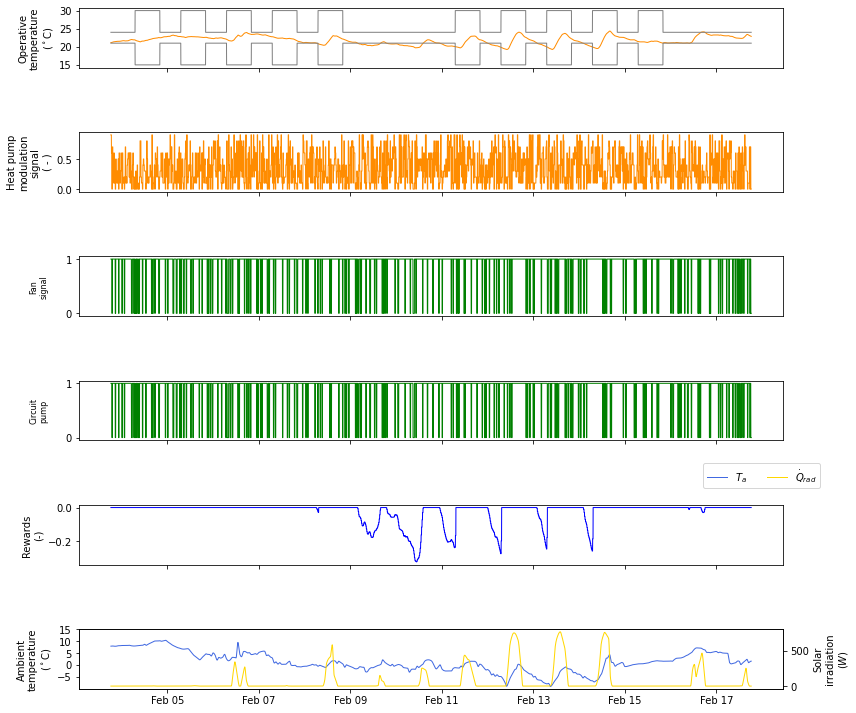 Operative
temperature
(°C)
30
25
20
15
Heat pump
modulation
signal
( - )
0.5
0.0
Fan
signal
1
0
Circuit
pump
1
0
T_a
Q̇_rad
Rewards
(-)
0.0
−0.2
Ambient
temperature
(°C)
15
10
5
0
−5
500
0
Solar
irradiation
(W)
Feb 05 Feb 07 Feb 09 Feb 11 Feb 13 Feb 15 Feb 17